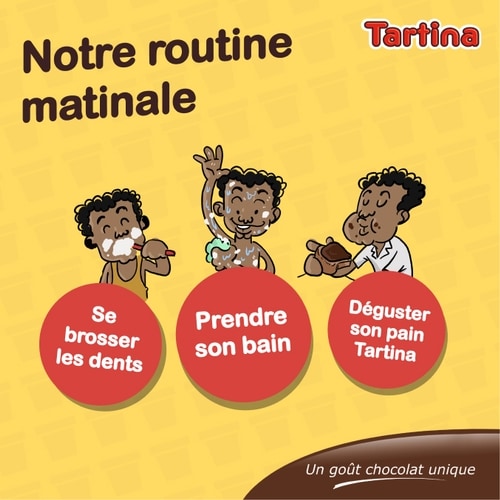 Notre routine
matinale
Tartina
Se
brosser
les dents
Prendre
son bain
Déguster
son pain
Tartina
Un goût chocolat unique